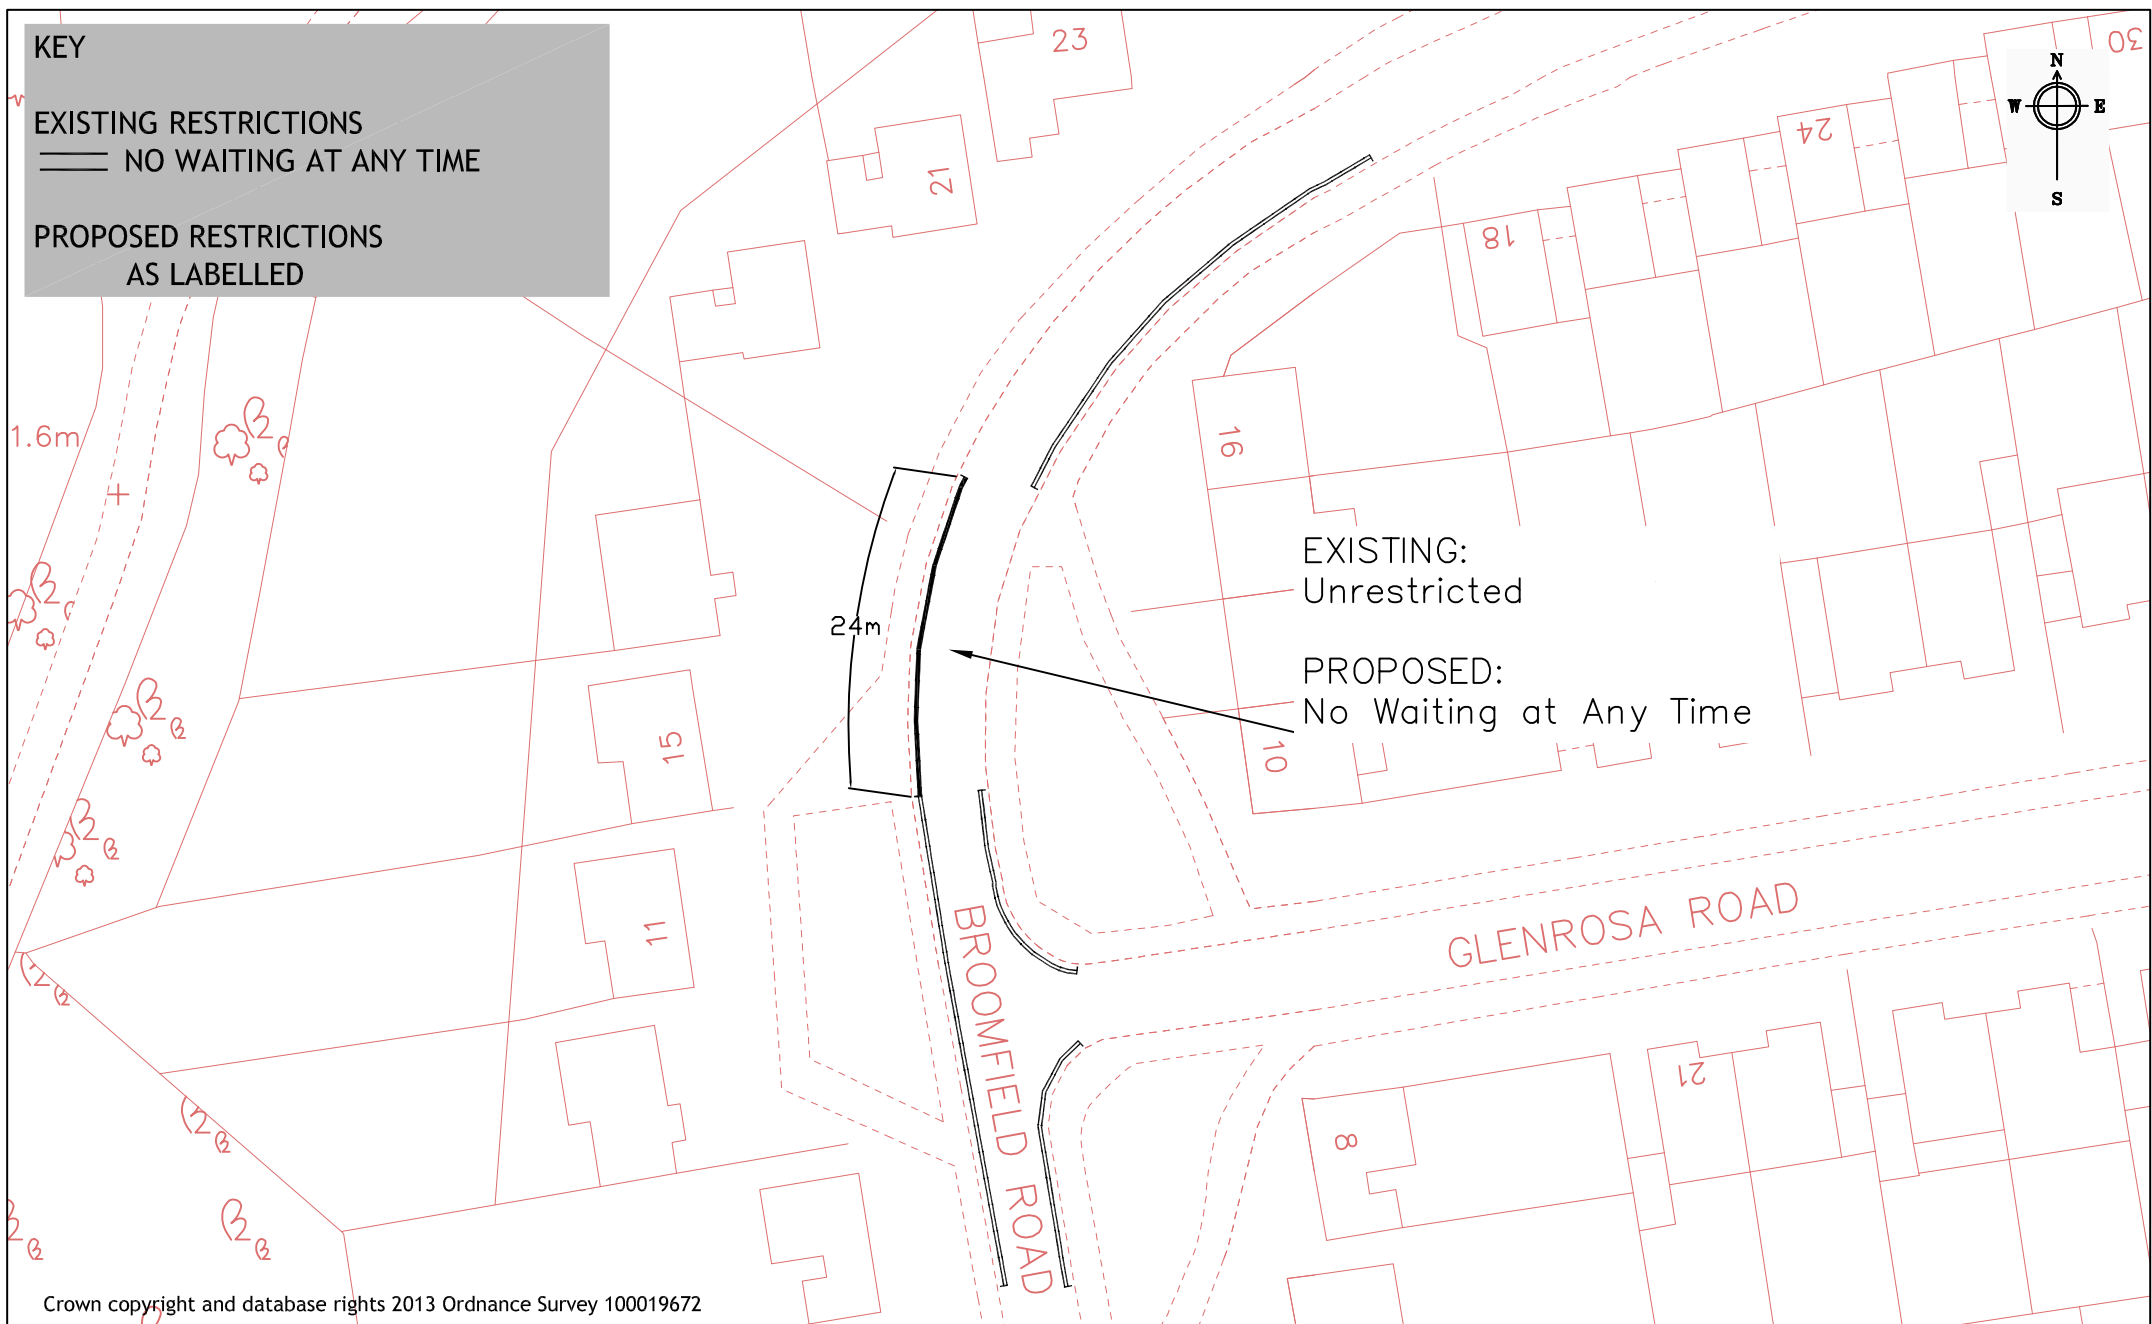 KEY
EXISTING RESTRICTIONS
NO WAITING AT ANY TIME
PROPOSED RESTRICTIONS
AS LABELLED
23
30
N
W E
S
24
21
18
1.6m
16
EXISTING:
Unrestricted
24m
PROPOSED:
No Waiting at Any Time
15
10
11
BROOMFIELD ROAD
GLENROSA ROAD
21
8
Crown copyright and database rights 2013 Ordnance Survey 100019672